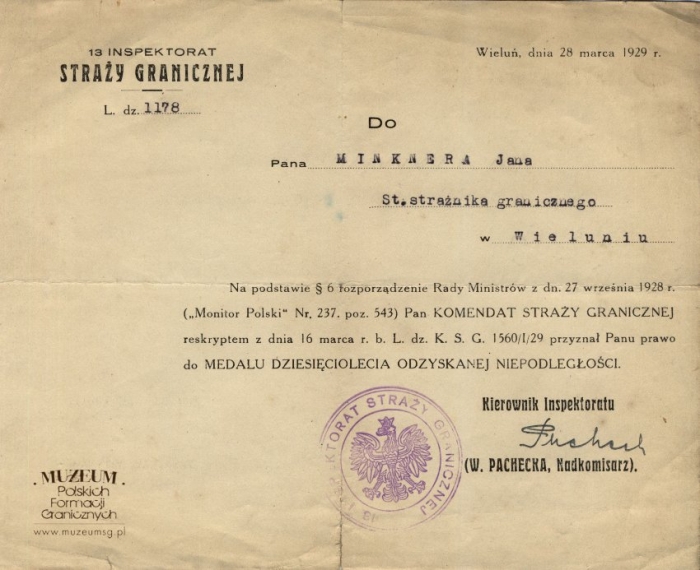 13 INSPEKTORAT
STRAŻY GRANICZNEJ
L. dz. 1178
Wieluń, dnia 28 marca 1929 r.
Do
Pana MINKNERA Jana
St.strażnika granicznego
w Wieluniu
Na podstawie § 6 rozporządzenie Rady Ministrów z dn. 27 września 1928 r.
(„Monitor Polski" Nr. 237. poz. 543) Pan KOMENDAT STRAŻY GRANICZNEJ
reskryptem z dnia 16 marca r. b. L. dz. K. S. G. 1560/I/29 przyznał Panu prawo
do MEDALU DZIESIĘCIOLECIA ODZYSKANEJ NIEPODLEGŁOŚCI.
Kierownik Inspektoratu
(W. PACHECKA, Nadkomisarz).
INSPEKTORAT STRAŻY GRANICZNEJ
MUZEUM
Polskich
Formacji
Granicznych
www.muzeumsg.pl